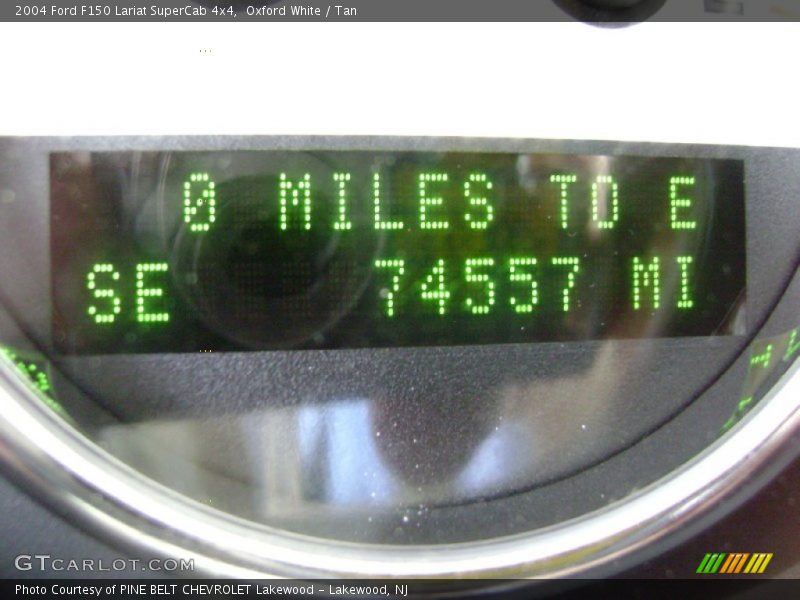 2004 Ford F150 Lariat SuperCab 4x4,  Oxford White / Tan
0 MILES TO E
SE 74557 MI
GTCARLOT.COM
Photo Courtesy of PINE BELT CHEVROLET Lakewood - Lakewood, NJ